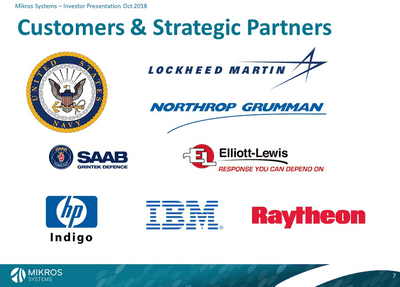 Mikros Systems – Investor Presentation Oct 2018
Customers & Strategic Partners
UNITED STATES
NAVY
LOCKHEED MARTIN
NORTHROP GRUMMAN
SAAB
GRINTEK DEFENCE
Elliott-Lewis
RESPONSE YOU CAN DEPEND ON
hp
Indigo
IBM®
Raytheon
MIKROS
SYSTEMS
7